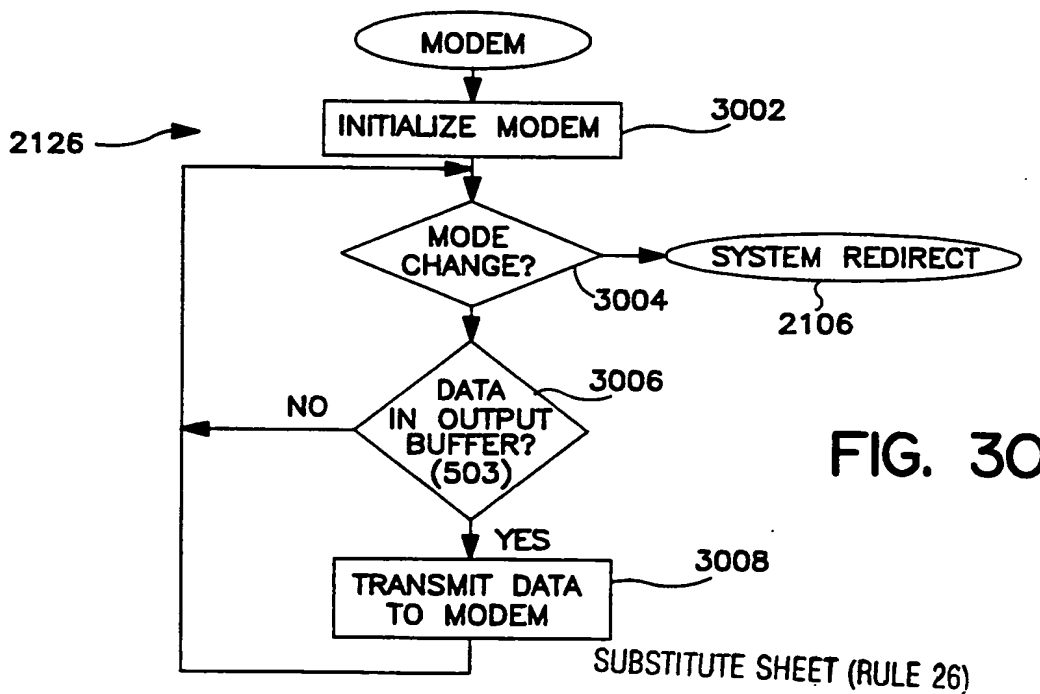 MODEM
INITIALIZE MODEM
3002
2126
MODE
CHANGE?
3004
SYSTEM REDIRECT
2106
DATA
IN OUTPUT
BUFFER?
(503)
3006
NO
YES
TRANSMIT DATA
TO MODEM
3008
FIG. 30
SUBSTITUTE SHEET (RULE 26)